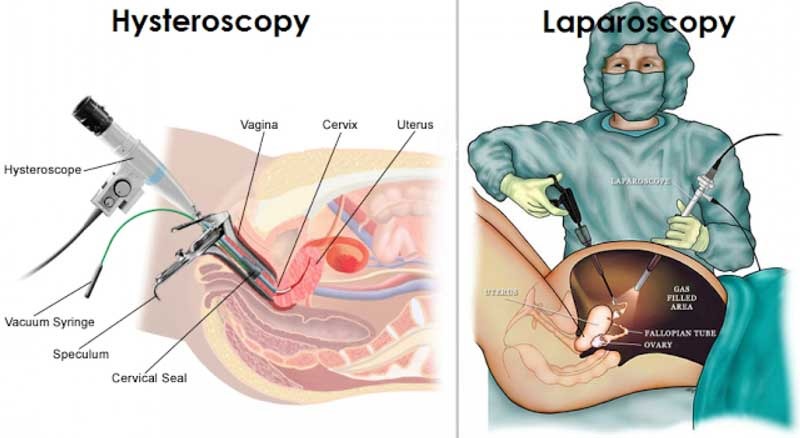 Hysteroscopy
Vagina
Cervix
Uterus
Hysteroscope
Vacuum Syringe
Speculum
Cervical Seal
Laparoscopy
LAPAROSCOPE
UTERUS
GAS
FILLED
AREA
FALLOPIAN TUBE
OVARY